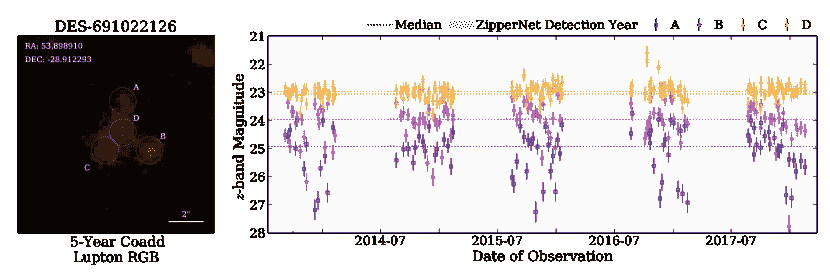 DES-691022126
RA: 53.898910
DEC: -28.912293
A
D
B
C
2"
5-Year Coadd
Lupton RGB
Median
ZipperNet Detection Year
A
B
C
D
z-band Magnitude
21
22
23
24
25
26
27
28
2014-07
2015-07
2016-07
2017-07
Date of Observation